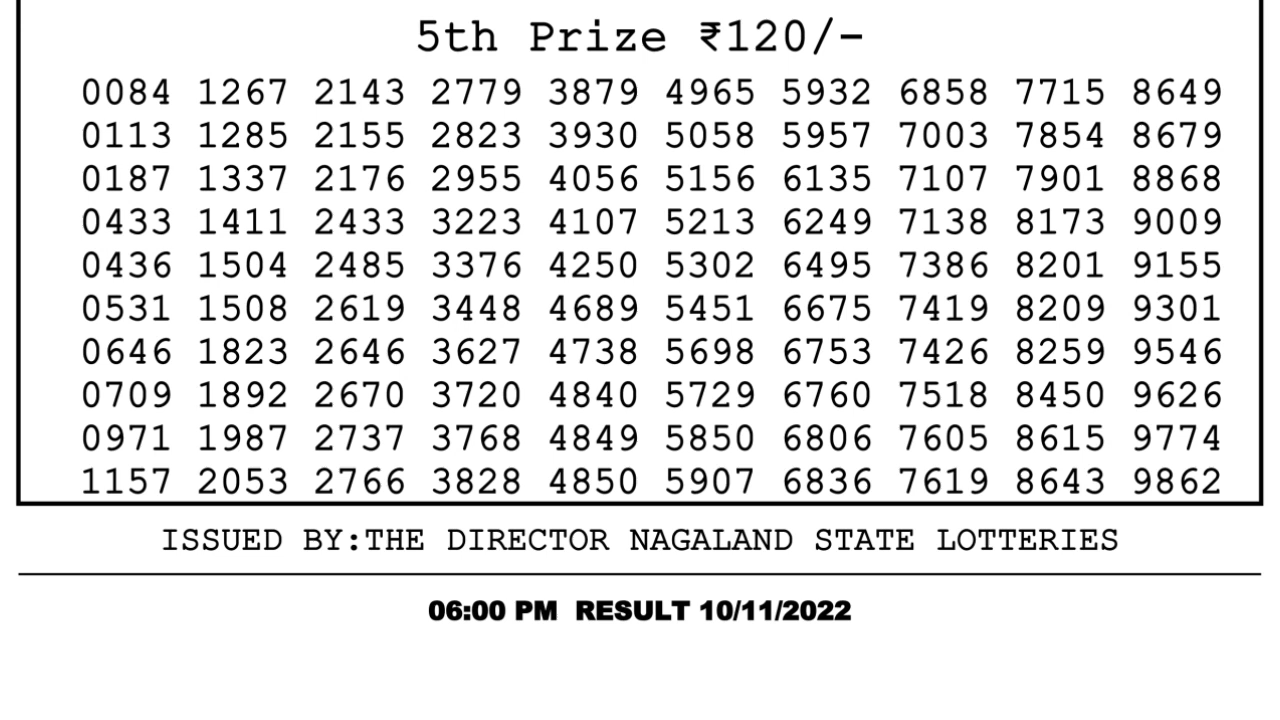 5th Prize ₹120/-
0084 1267 2143 2779 3879 4965 5932 6858 7715 8649
0113 1285 2155 2823 3930 5058 5957 7003 7854 8679
0187 1337 2176 2955 4056 5156 6135 7107 7901 8868
0433 1411 2433 3223 4107 5213 6249 7138 8173 9009
0436 1504 2485 3376 4250 5302 6495 7386 8201 9155
0531 1508 2619 3448 4689 5451 6675 7419 8209 9301
0646 1823 2646 3627 4738 5698 6753 7426 8259 9546
0709 1892 2670 3720 4840 5729 6760 7518 8450 9626
0971 1987 2737 3768 4849 5850 6806 7605 8615 9774
1157 2053 2766 3828 4850 5907 6836 7619 8643 9862
ISSUED BY:THE DIRECTOR NAGALAND STATE LOTTERIES
06:00 PM RESULT 10/11/2022